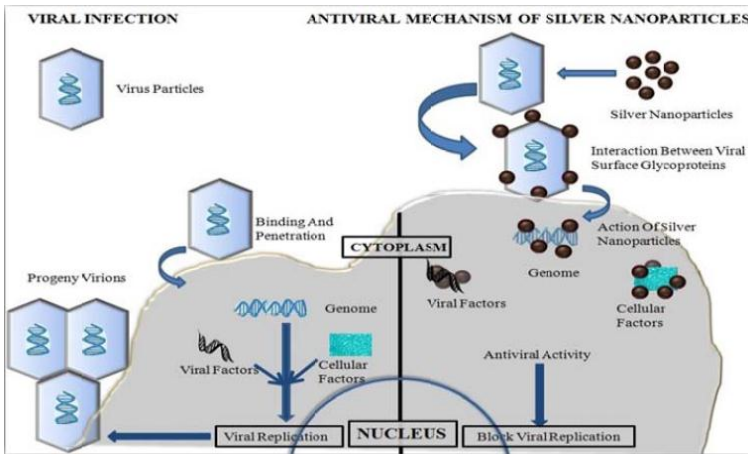 VIRAL INFECTION
ANTIVIRAL MECHANISM OF SILVER NANOPARTICLES
Virus Particles
Silver Nanoparticles
Interaction Between Viral
Surface Glycoproteins
Binding And
Penetration
CYTOPLASM
Action Of Silver
Nanoparticles
Genome
Viral Factors
Cellular
Factors
Progeny Virions
Genome
Viral Factors
Cellular
Factors
Antiviral Activity
Viral Replication
NUCLEUS
Block Viral Replication